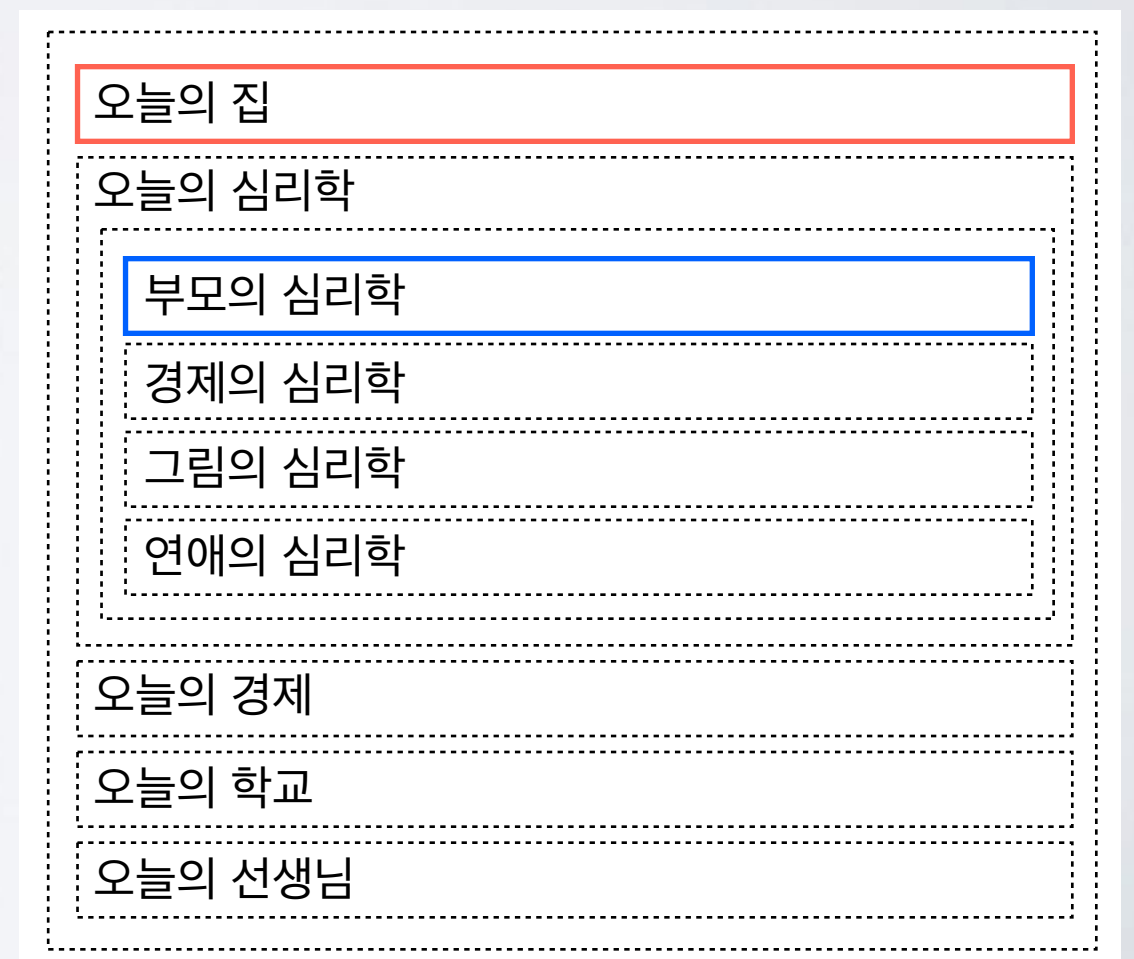 오늘의 집
오늘의 심리학
부모의 심리학
경제의 심리학
그림의 심리학
연애의 심리학
오늘의 경제
오늘의 학교
오늘의 선생님